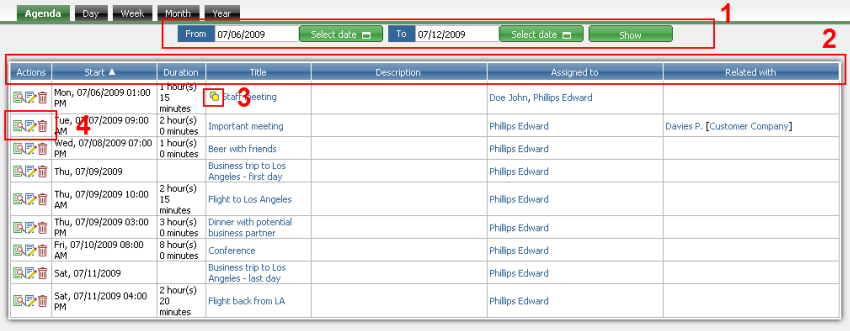 Agenda Day Week Month Year
1
From 07/06/2009 Select date To 07/12/2009 Select date Show
2
Actions Start ▲ Duration Title Description Assigned to Related with
Mon, 07/06/2009 01:00 PM 1 hour(s) 15 minutes Staff meeting 3 Doe John, Phillips Edward
4 Tue, 07/07/2009 09:00 AM 2 hour(s) 0 minutes Important meeting Phillips Edward Davies P. [Customer Company]
Wed, 07/08/2009 07:00 PM 1 hour(s) 0 minutes Beer with friends Phillips Edward
Thu, 07/09/2009 Business trip to Los Angeles - first day Phillips Edward
Thu, 07/09/2009 10:00 AM 2 hour(s) 15 minutes Flight to Los Angeles Phillips Edward
Thu, 07/09/2009 03:00 PM 3 hour(s) 0 minutes Dinner with potential business partner Phillips Edward
Fri, 07/10/2009 08:00 AM 8 hour(s) 0 minutes Conference Phillips Edward
Sat, 07/11/2009 Business trip to Los Angeles - last day Phillips Edward
Sat, 07/11/2009 04:00 PM 2 hour(s) 20 minutes Flight back from LA Phillips Edward